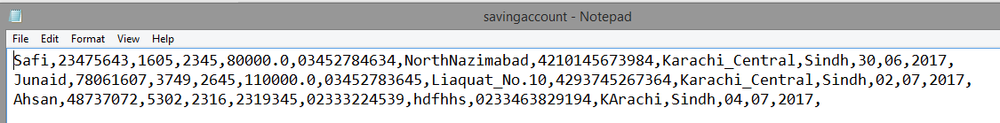 savingaccount - Notepad
File Edit Format View Help
Safi,23475643,1605,2345,80000.0,03452784634,NorthNazimabad,4210145673984,Karachi_Central,Sindh,30,06,2017,
Junaid,78061607,3749,2645,110000.0,03452783645,Liaquat_No.10,4293745267364,Karachi_Central,Sindh,02,07,2017,
Ahsan,48737072,5302,2316,2319345,02333224539,hdfhhs,0233463829194,KArachi,Sindh,04,07,2017,